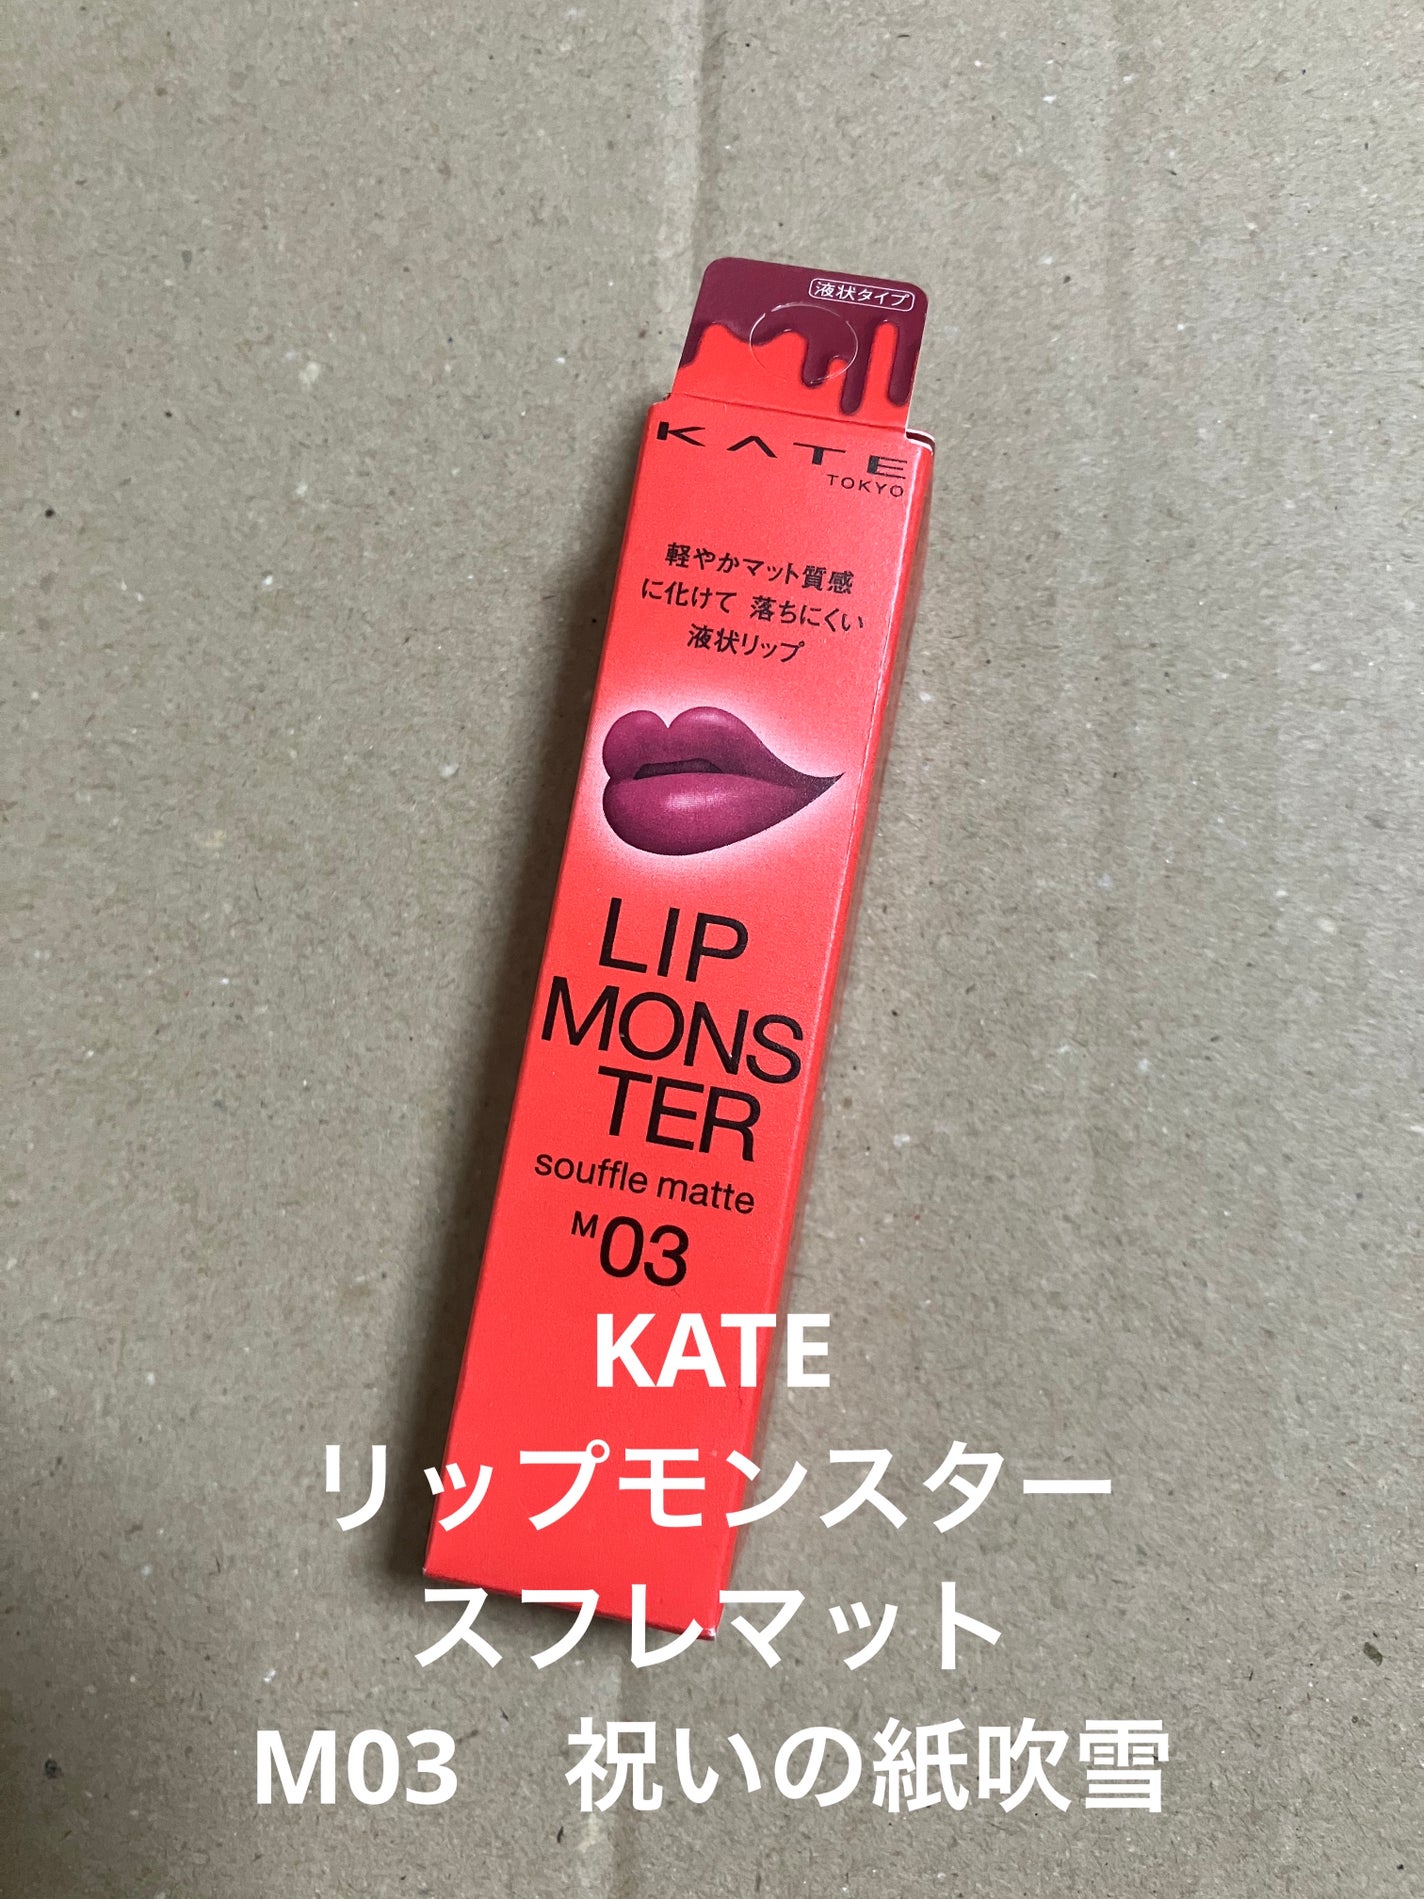 液状タイプ
KATE
TOKYO
軽やかマット質感
に化けて 落ちにくい
液状リップ
LIP
MONS
TER
souffle matte
M03
KATE
リップモンスター
スフレマット
M03　祝いの紙吹雪